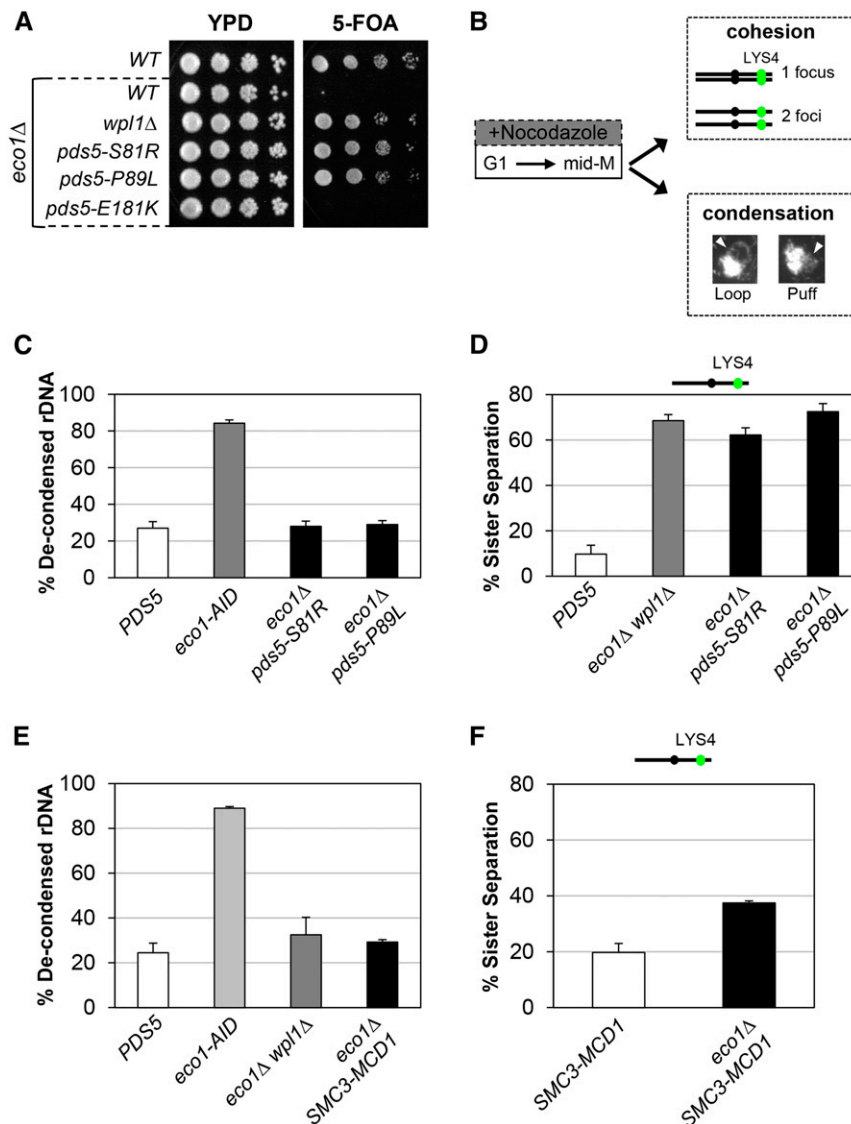 A
YPD
5-FOA
WT
WT
wpl1Δ
pds5-S81R
pds5-P89L
pds5-E181K
eco1Δ
B
+Nocodazole
G1
mid-M
cohesion
LYS4
1 focus
2 foci
condensation
Loop
Puff
C
% De-condensed rDNA
100
80
60
40
20
0
PDS5
eco1-AID
eco1Δ
pds5-S81R
eco1Δ
pds5-P89L
D
LYS4
% Sister Separation
80
60
40
20
0
PDS5
eco1Δ wpl1Δ
eco1Δ
pds5-S81R
eco1Δ
pds5-P89L
E
% De-condensed rDNA
100
80
60
40
20
0
PDS5
eco1-AID
eco1Δ wpl1Δ
eco1Δ
SMC3-MCD1
F
LYS4
% Sister Separation
80
60
40
20
0
SMC3-MCD1
eco1Δ
SMC3-MCD1